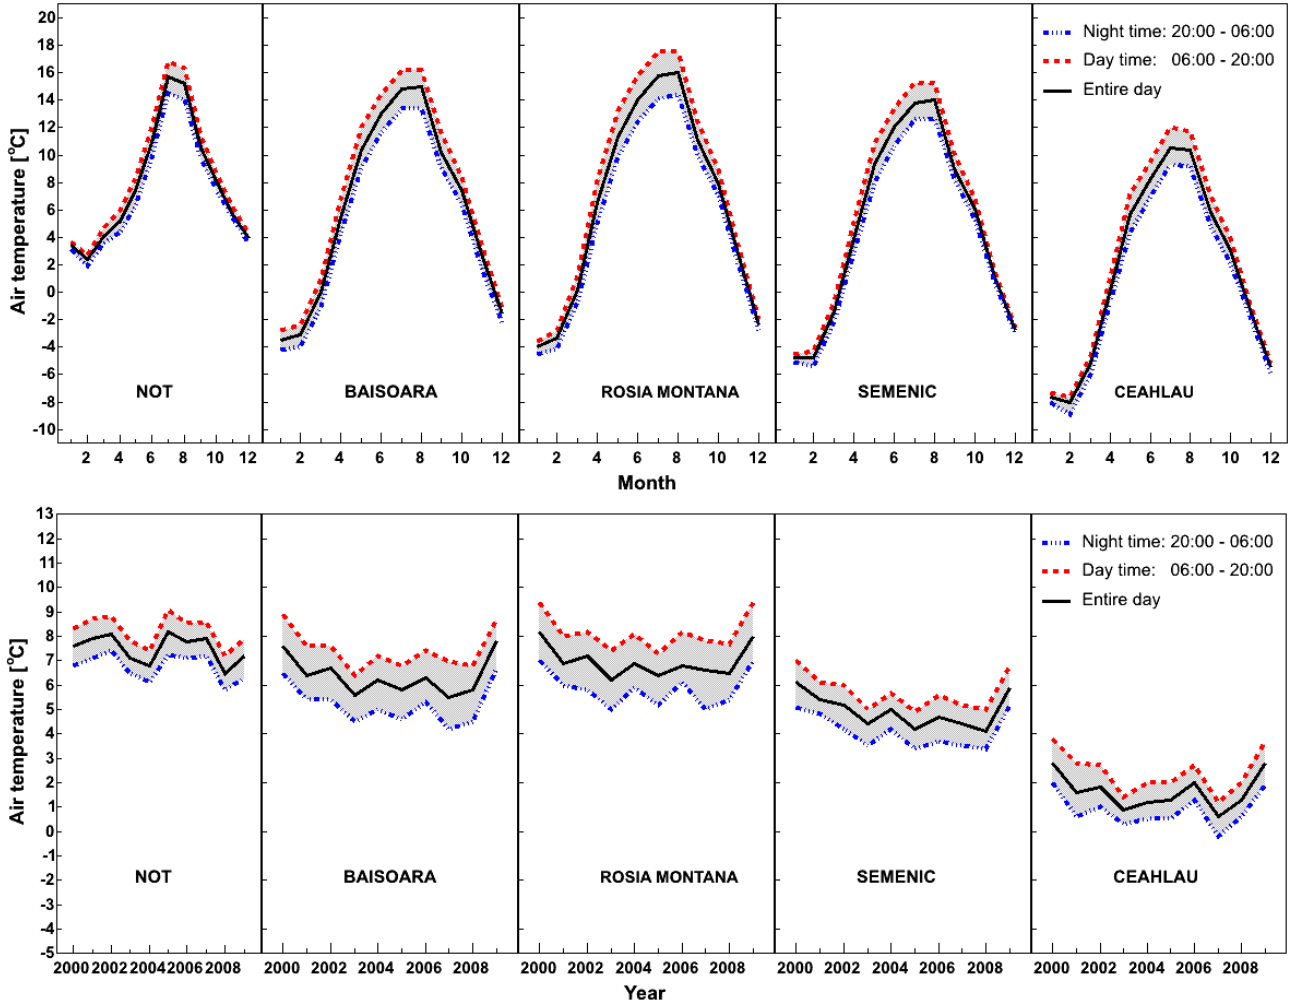 20
18
16
14
12
10
8
6
4
2
0
-2
-4
-6
-8
-10
Air temperature [°C]
Night time: 20:00 - 06:00
Day time: 06:00 - 20:00
Entire day
NOT BAISOARA ROSIA MONTANA SEMENIC CEAHLAU
2 4 6 8 10 12 2 4 6 8 10 12 2 4 6 8 10 12 2 4 6 8 10 12 2 4 6 8 10 12
Month
13
12
11
10
9
8
7
6
5
4
3
2
1
0
-1
-2
-3
-4
-5
Air temperature [°C]
Night time: 20:00 - 06:00
Day time: 06:00 - 20:00
Entire day
NOT BAISOARA ROSIA MONTANA SEMENIC CEAHLAU
2000 2002 2004 2006 2008 2000 2002 2004 2006 2008 2000 2002 2004 2006 2008 2000 2002 2004 2006 2008 2000 2002 2004 2006 2008
Year